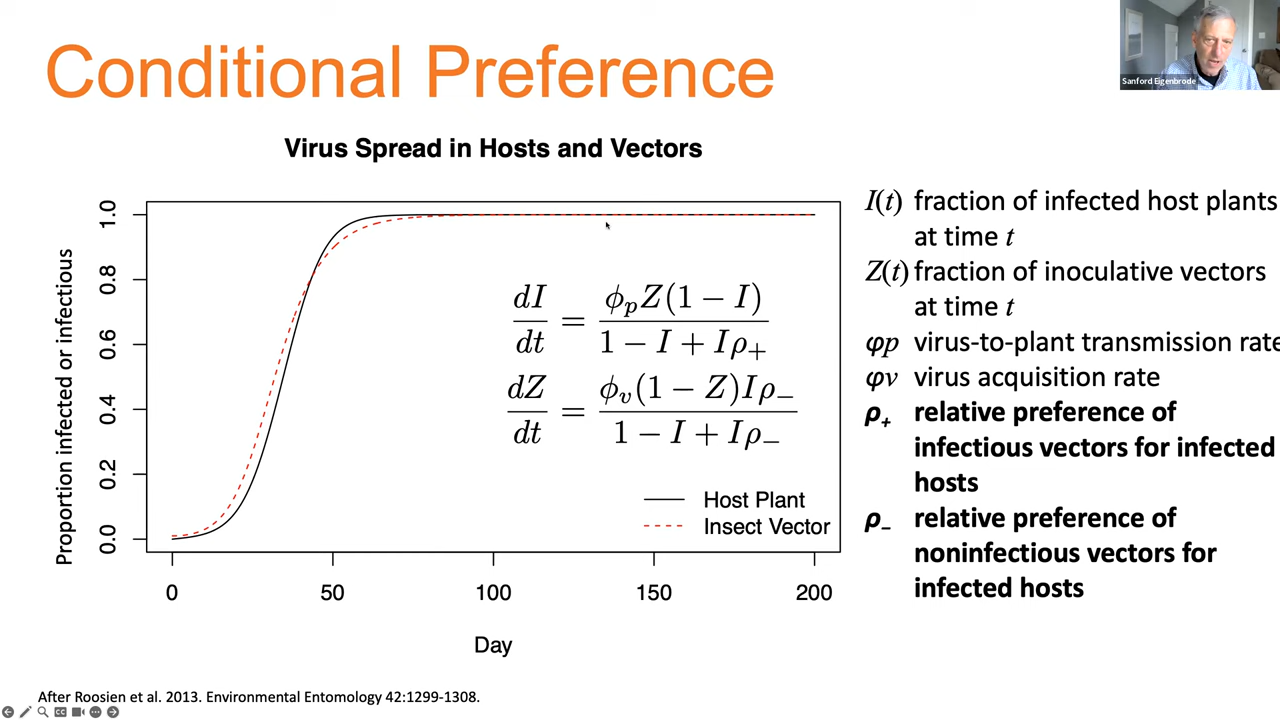 Conditional Preference
Sanford Eigenbrode
Virus Spread in Hosts and Vectors
Proportion infected or infectious
1.0
0.8
0.6
0.4
0.2
0.0
dI/dt = ϕpZ(1 − I) / 1 − I + Iρ+
dZ/dt = ϕv(1 − Z)Iρ− / 1 − I + Iρ−
Host Plant
Insect Vector
0 50 100 150 200
Day
I(t) fraction of infected host plants
at time t
Z(t) fraction of inoculative vectors
at time t
φp virus-to-plant transmission rate
φv virus acquisition rate
ρ+ relative preference of
infectious vectors for infected
hosts
ρ− relative preference of
noninfectious vectors for
infected hosts
After Roosien et al. 2013. Environmental Entomology 42:1299-1308.